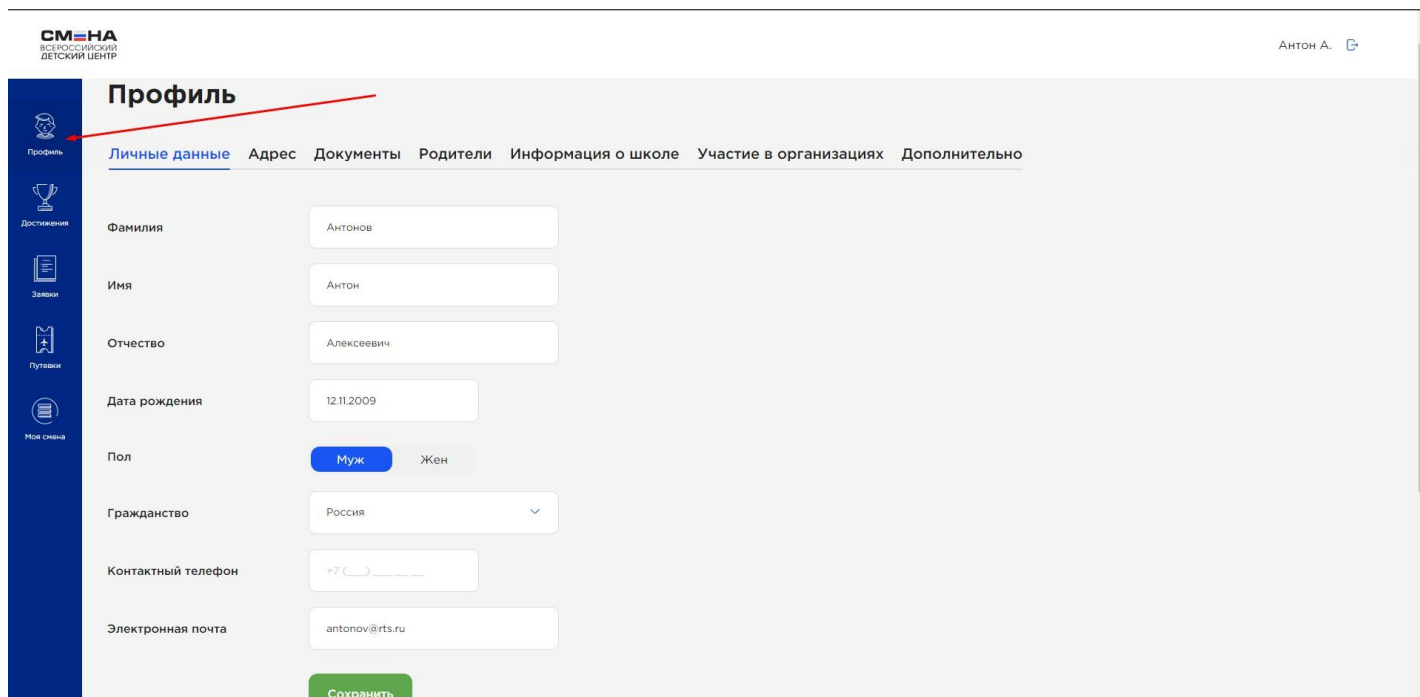 СМЕНА
ВСЕРОССИЙСКИЙ
ДЕТСКИЙ ЦЕНТР
Антон А.
Профиль
Профиль
Личные данные Адрес Документы Родители Информация о школе Участие в организациях Дополнительно
Достижения
Заявки
Путевки
Моя смена
Фамилия Антонов
Имя Антон
Отчество Алексеевич
Дата рождения 12.11.2009
Пол Муж Жен
Гражданство Россия
Контактный телефон +7 (___) ___ __ __
Электронная почта antonov@rts.ru
Сохранить